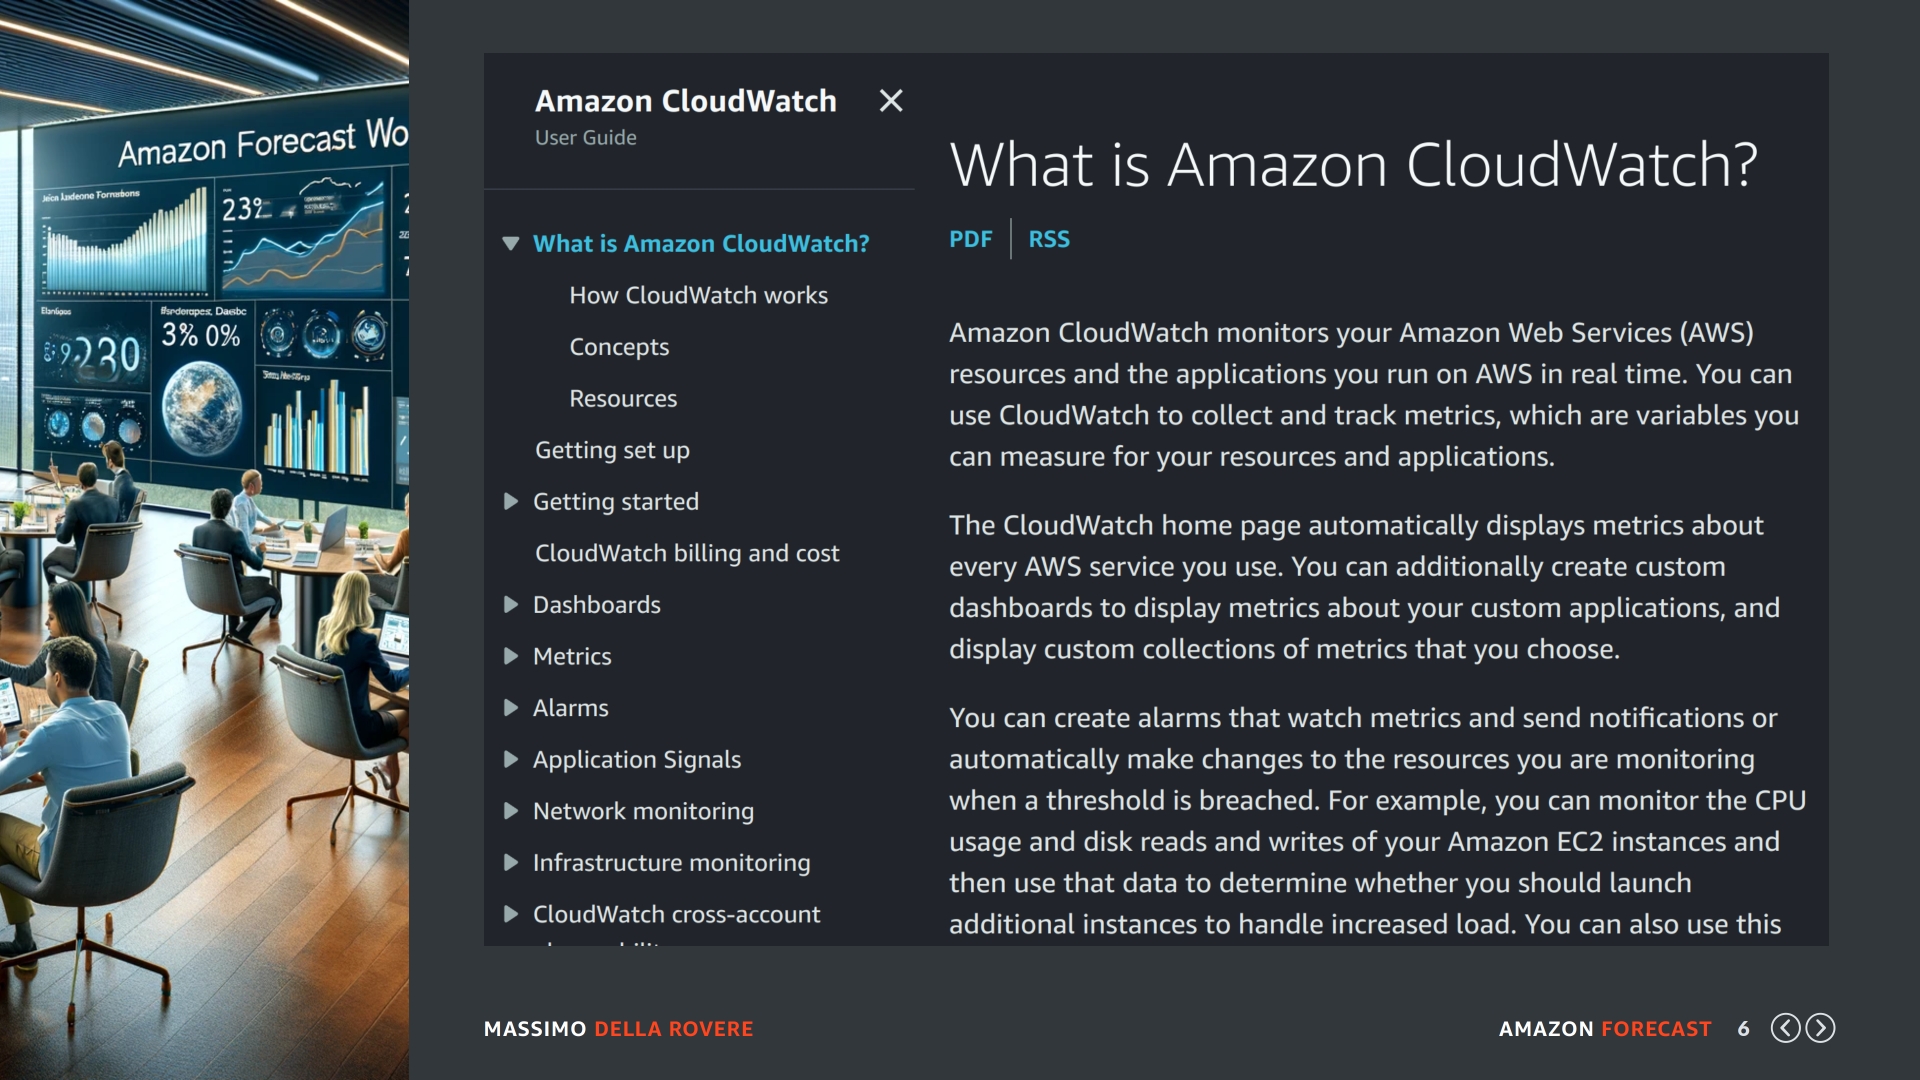 Amazon Forecast Wo
23%
230
3% 0%
Amazon CloudWatch
User Guide
What is Amazon CloudWatch?
How CloudWatch works
Concepts
Resources
Getting set up
Getting started
CloudWatch billing and cost
Dashboards
Metrics
Alarms
Application Signals
Network monitoring
Infrastructure monitoring
CloudWatch cross-account
What is Amazon CloudWatch?
PDF
RSS
Amazon CloudWatch monitors your Amazon Web Services (AWS)
resources and the applications you run on AWS in real time. You can
use CloudWatch to collect and track metrics, which are variables you
can measure for your resources and applications.
The CloudWatch home page automatically displays metrics about
every AWS service you use. You can additionally create custom
dashboards to display metrics about your custom applications, and
display custom collections of metrics that you choose.
You can create alarms that watch metrics and send notifications or
automatically make changes to the resources you are monitoring
when a threshold is breached. For example, you can monitor the CPU
usage and disk reads and writes of your Amazon EC2 instances and
then use that data to determine whether you should launch
additional instances to handle increased load. You can also use this
MASSIMO DELLA ROVERE
AMAZON FORECAST 6